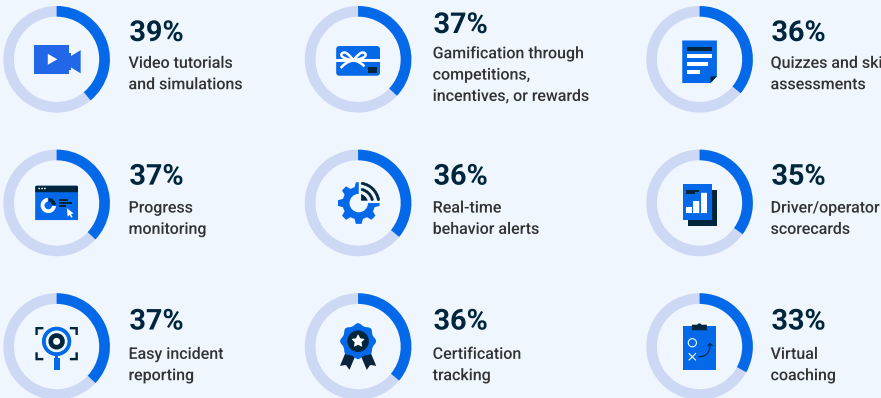 39%
Video tutorials
and simulations
37%
Gamification through
competitions,
incentives, or rewards
36%
Quizzes and
assessments
37%
Progress
monitoring
36%
Real-time
behavior alerts
35%
Driver/operator
scorecards
37%
Easy incident
reporting
36%
Certification
tracking
33%
Virtual
coaching